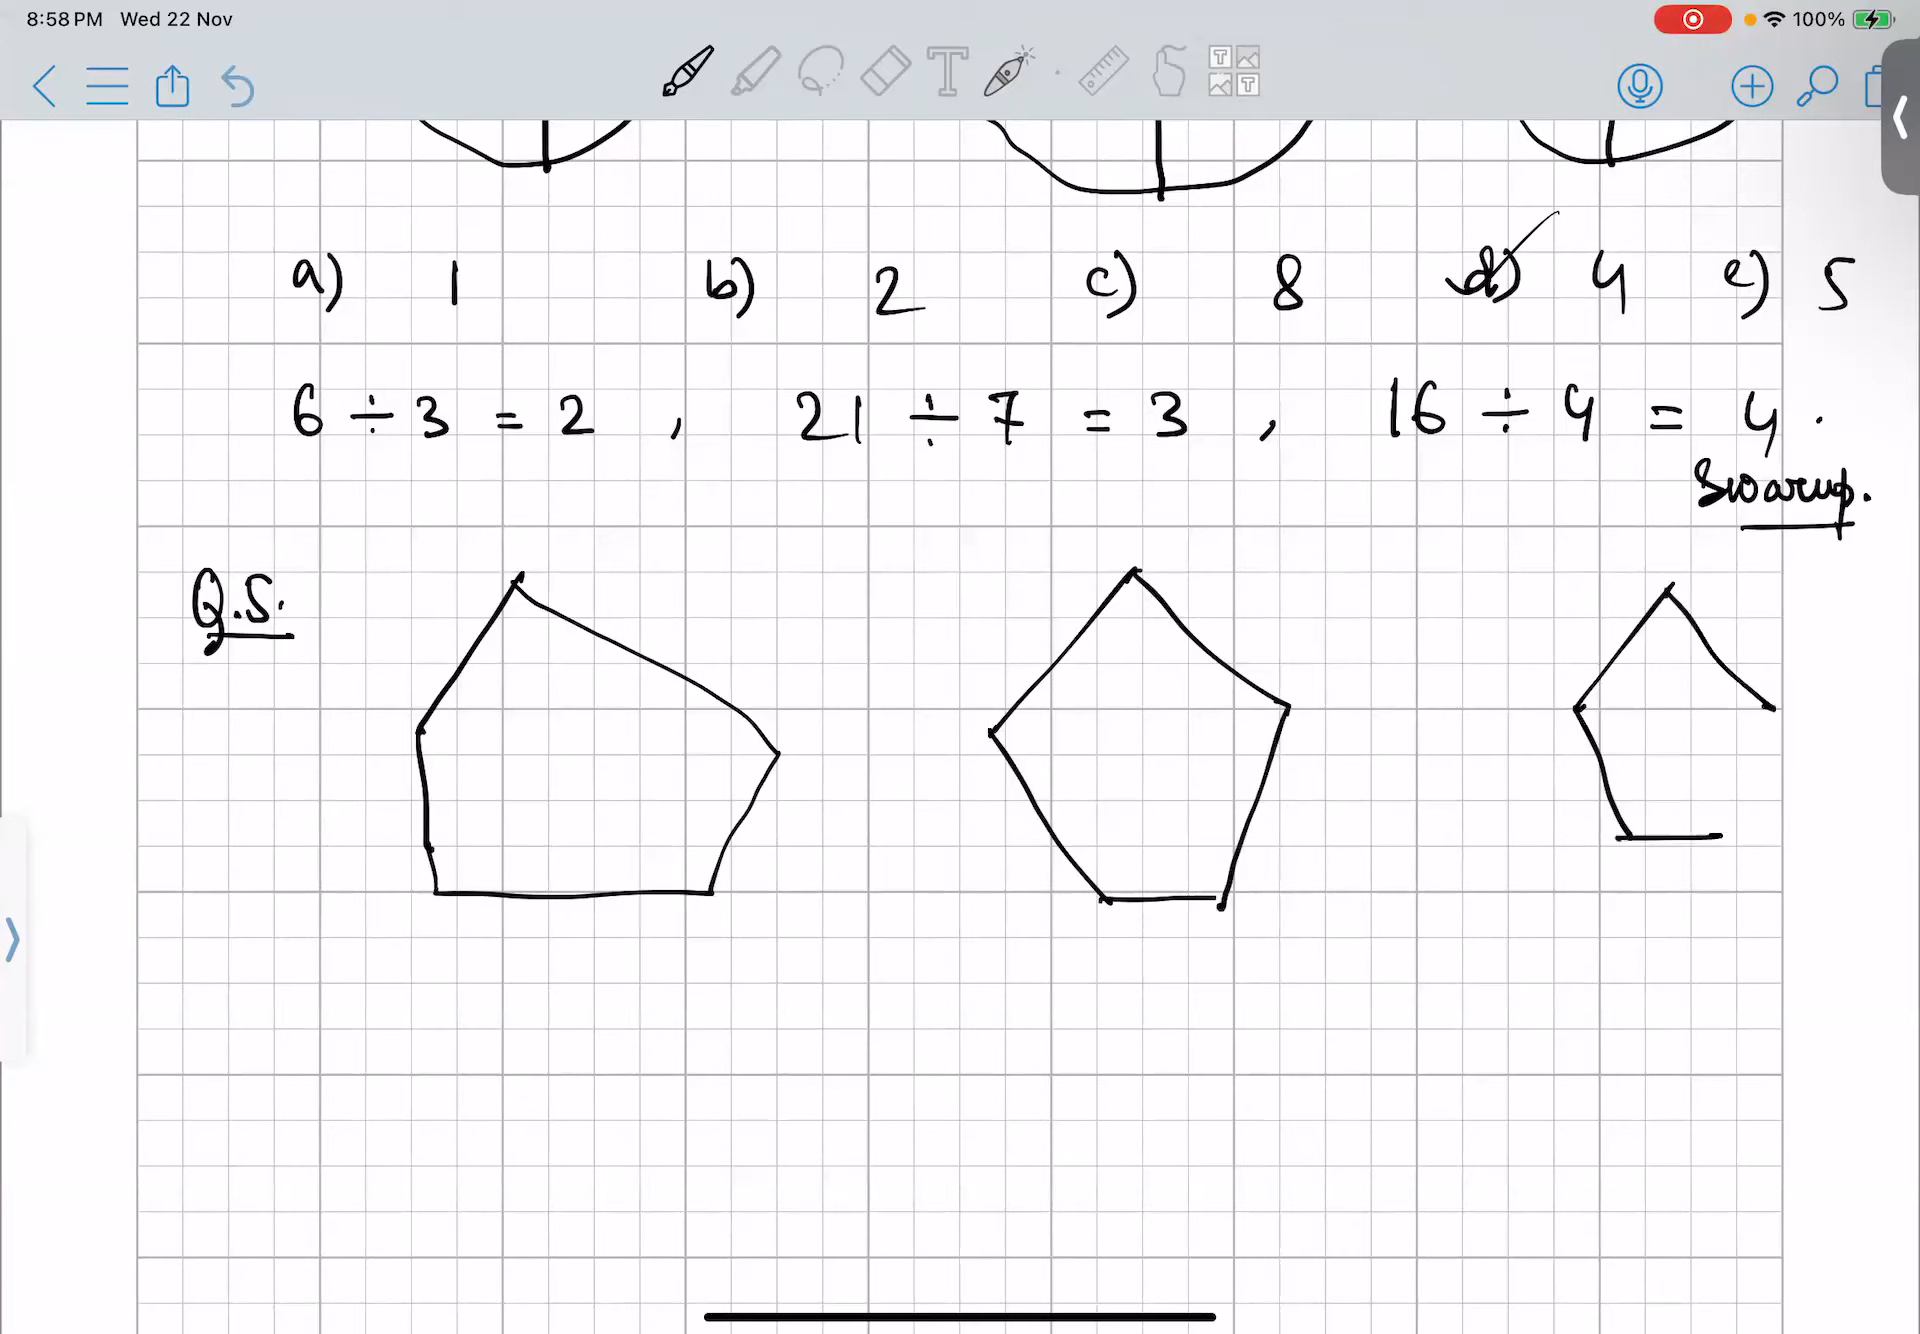 8:58 PM Wed 22 Nov
100%
a) 1 b) 2 c) 8 d) 4 e) 5
6 ÷ 3 = 2 , 21 ÷ 7 = 3 , 16 ÷ 4 = 4 .
Swarup.
Q.5.